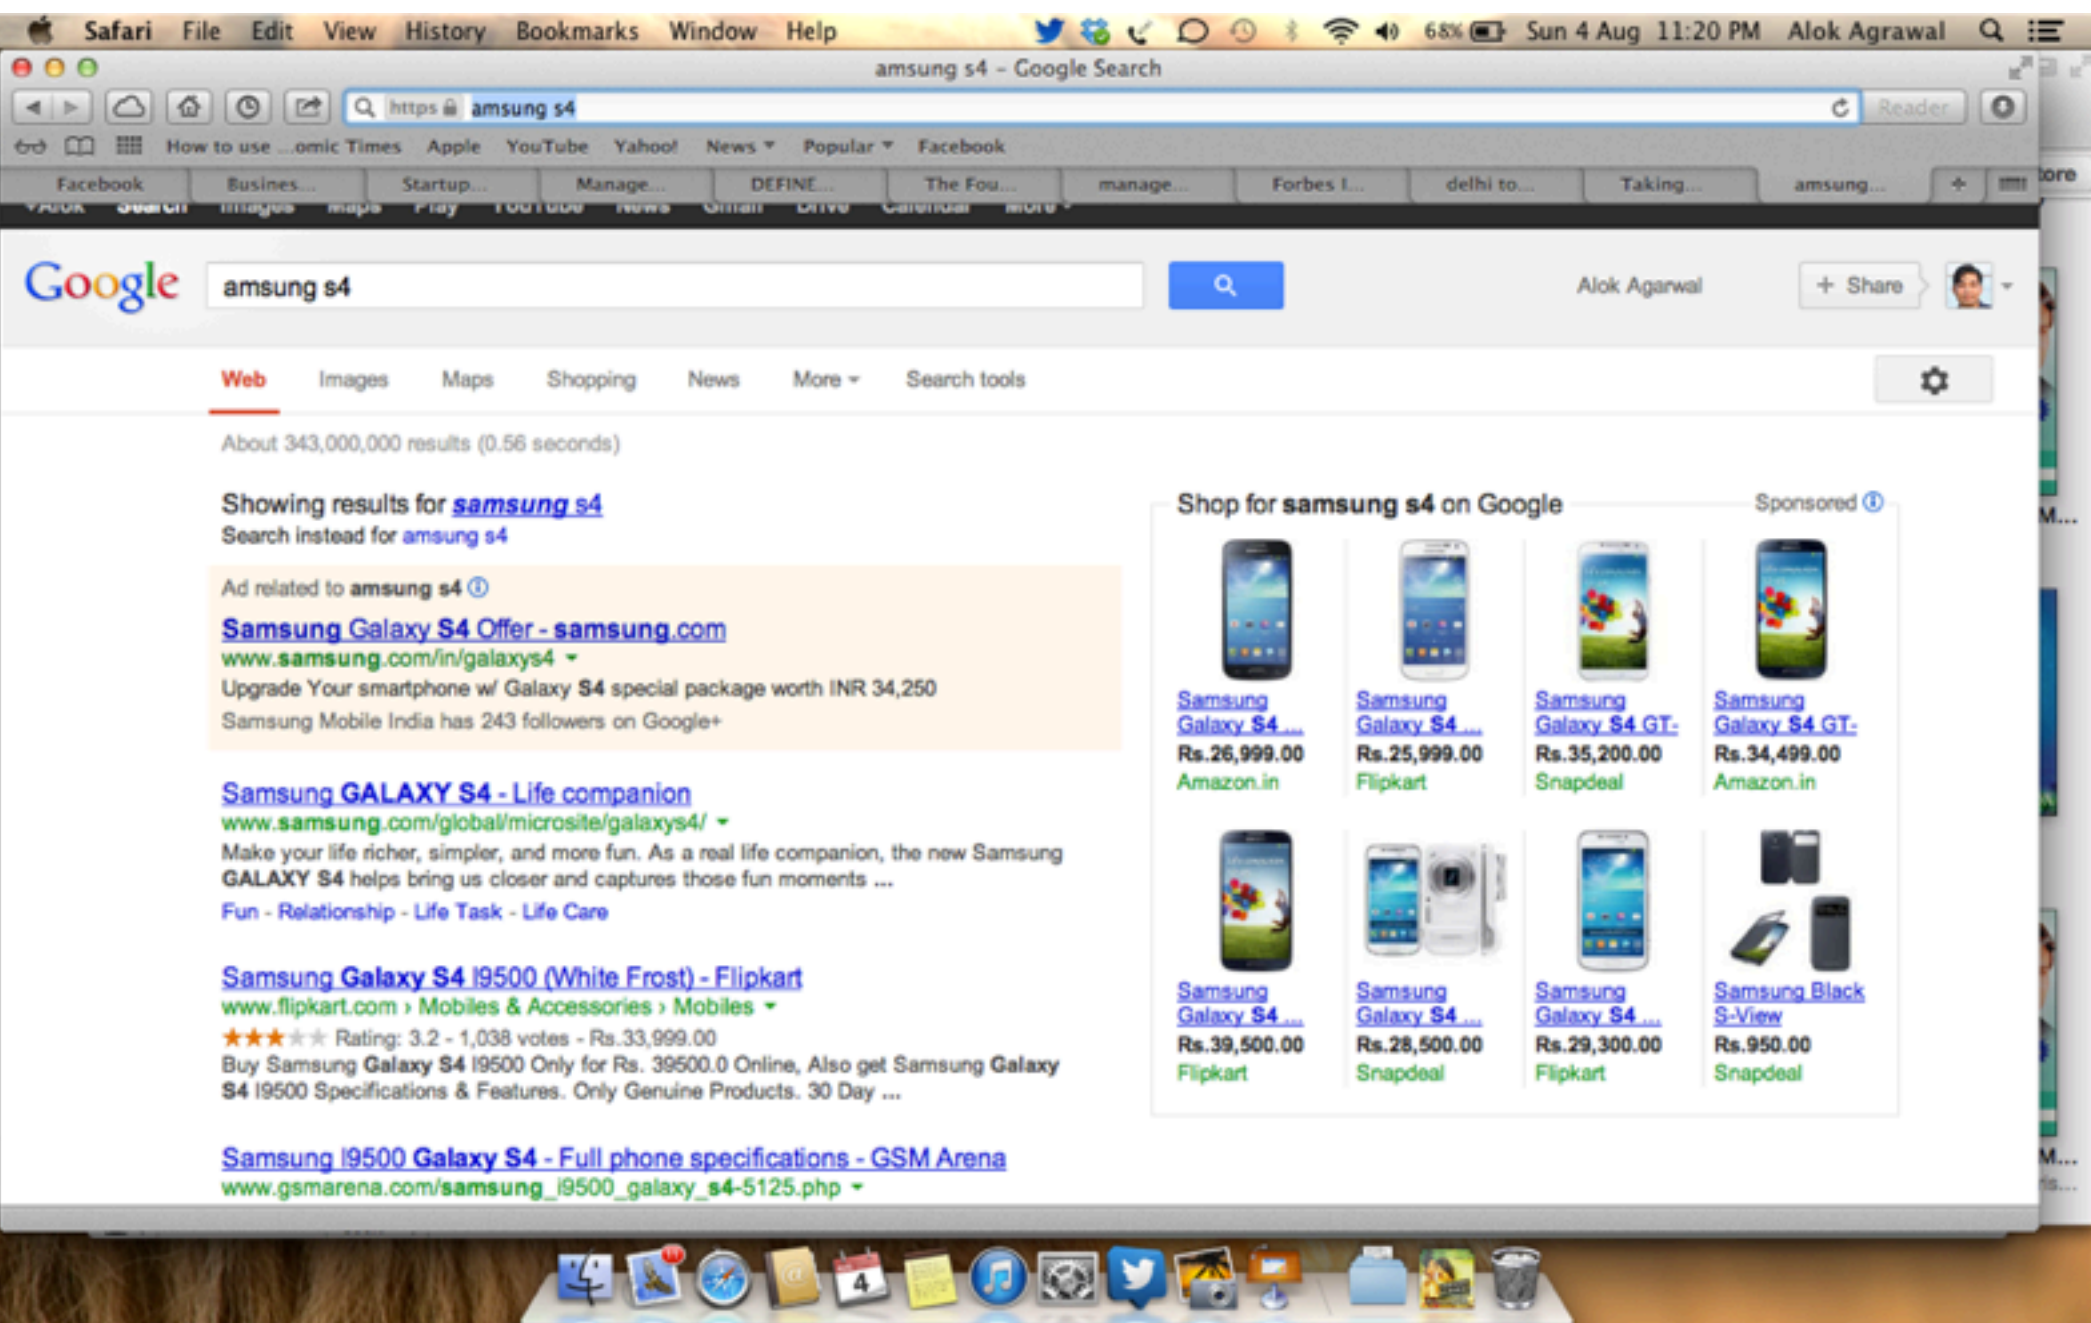 Safari File Edit View History Bookmarks Window Help 68% Sun 4 Aug 11:20 PM Alok Agrawal
amsung s4 – Google Search
https amsung s4 Reader
How to use ...omic Times Apple YouTube Yahoo! News Popular Facebook
Facebook Busines... Startup... Manage... DEFINE... The Fou... manage... Forbes I... delhi to... Taking... amsung... + tore
+Alok Search Images Maps Play YouTube News Gmail Drive Calendar More
Google amsung s4 Alok Agarwal + Share
Web Images Maps Shopping News More Search tools
About 343,000,000 results (0.56 seconds)
Showing results for samsung s4
Search instead for amsung s4
Ad related to amsung s4
Samsung Galaxy S4 Offer - samsung.com
www.samsung.com/in/galaxys4
Upgrade Your smartphone w/ Galaxy S4 special package worth INR 34,250
Samsung Mobile India has 243 followers on Google+
Samsung GALAXY S4 - Life companion
www.samsung.com/global/microsite/galaxys4/
Make your life richer, simpler, and more fun. As a real life companion, the new Samsung
GALAXY S4 helps bring us closer and captures those fun moments ...
Fun - Relationship - Life Task - Life Care
Samsung Galaxy S4 I9500 (White Frost) - Flipkart
www.flipkart.com › Mobiles & Accessories › Mobiles
Rating: 3.2 - 1,038 votes - Rs.33,999.00
Buy Samsung Galaxy S4 I9500 Only for Rs. 39500.0 Online, Also get Samsung Galaxy
S4 I9500 Specifications & Features. Only Genuine Products. 30 Day ...
Samsung I9500 Galaxy S4 - Full phone specifications - GSM Arena
www.gsmarena.com/samsung_i9500_galaxy_s4-5125.php
Shop for samsung s4 on Google Sponsored
Samsung Samsung Samsung Samsung
Galaxy S4 ... Galaxy S4 ... Galaxy S4 GT- Galaxy S4 GT-
Rs.26,999.00 Rs.25,999.00 Rs.35,200.00 Rs.34,499.00
Amazon.in Flipkart Snapdeal Amazon.in
Samsung Samsung Samsung Samsung Black
Galaxy S4 ... Galaxy S4 ... Galaxy S4 ... S-View
Rs.39,500.00 Rs.28,500.00 Rs.29,300.00 Rs.950.00
Flipkart Snapdeal Flipkart Snapdeal
M...
M...
4